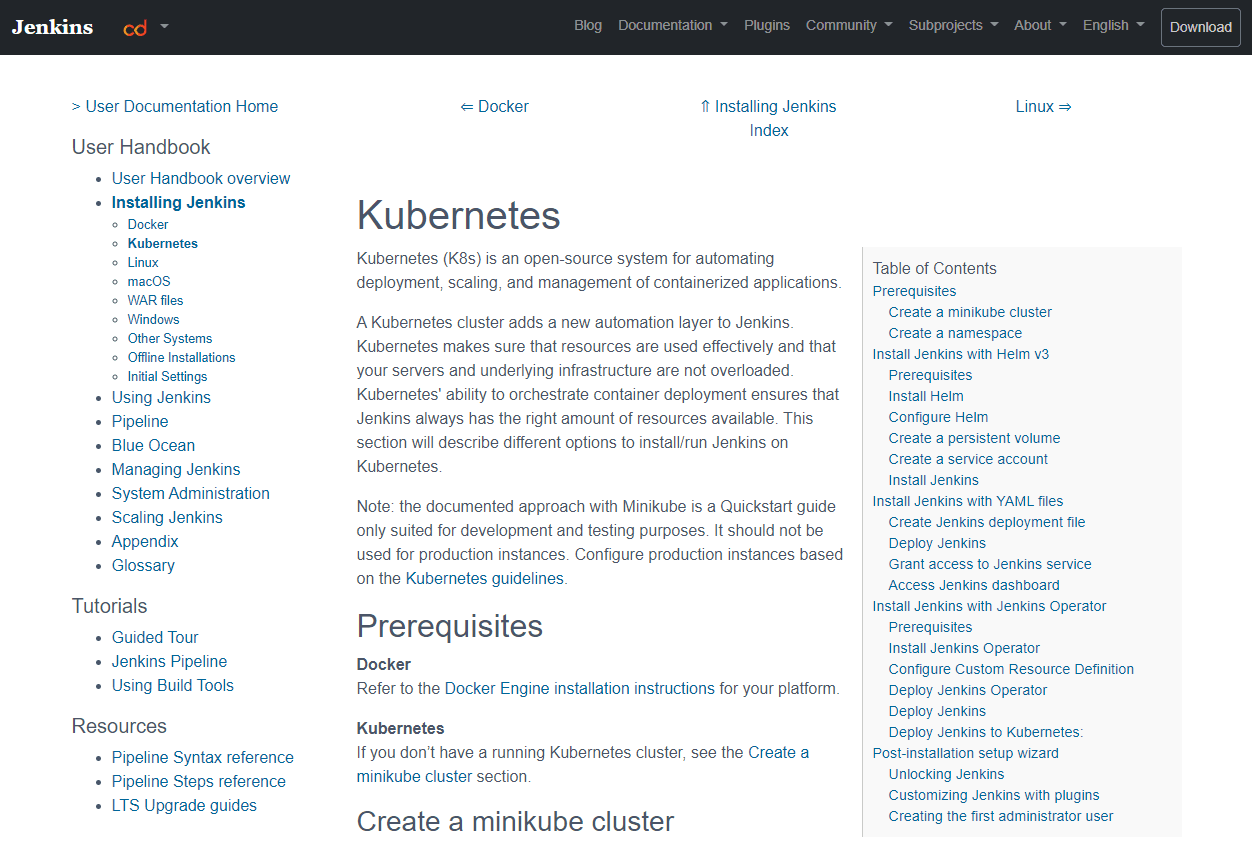 Jenkins
cd
Blog
Documentation
Plugins
Community
Subprojects
About
English
Download
> User Documentation Home
⇐ Docker
⇑ Installing Jenkins
Index
Linux ⇒
User Handbook
User Handbook overview
Installing Jenkins
Docker
Kubernetes
Linux
macOS
WAR files
Windows
Other Systems
Offline Installations
Initial Settings
Using Jenkins
Pipeline
Blue Ocean
Managing Jenkins
System Administration
Scaling Jenkins
Appendix
Glossary
Tutorials
Guided Tour
Jenkins Pipeline
Using Build Tools
Resources
Pipeline Syntax reference
Pipeline Steps reference
LTS Upgrade guides
Kubernetes
Kubernetes (K8s) is an open-source system for automating
deployment, scaling, and management of containerized applications.
A Kubernetes cluster adds a new automation layer to Jenkins.
Kubernetes makes sure that resources are used effectively and that
your servers and underlying infrastructure are not overloaded.
Kubernetes' ability to orchestrate container deployment ensures that
Jenkins always has the right amount of resources available. This
section will describe different options to install/run Jenkins on
Kubernetes.
Note: the documented approach with Minikube is a Quickstart guide
only suited for development and testing purposes. It should not be
used for production instances. Configure production instances based
on the Kubernetes guidelines.
Prerequisites
Docker
Refer to the Docker Engine installation instructions for your platform.
Kubernetes
If you don’t have a running Kubernetes cluster, see the Create a
minikube cluster section.
Create a minikube cluster
Table of Contents
Prerequisites
Create a minikube cluster
Create a namespace
Install Jenkins with Helm v3
Prerequisites
Install Helm
Configure Helm
Create a persistent volume
Create a service account
Install Jenkins
Install Jenkins with YAML files
Create Jenkins deployment file
Deploy Jenkins
Grant access to Jenkins service
Access Jenkins dashboard
Install Jenkins with Jenkins Operator
Prerequisites
Install Jenkins Operator
Configure Custom Resource Definition
Deploy Jenkins Operator
Deploy Jenkins
Deploy Jenkins to Kubernetes:
Post-installation setup wizard
Unlocking Jenkins
Customizing Jenkins with plugins
Creating the first administrator user